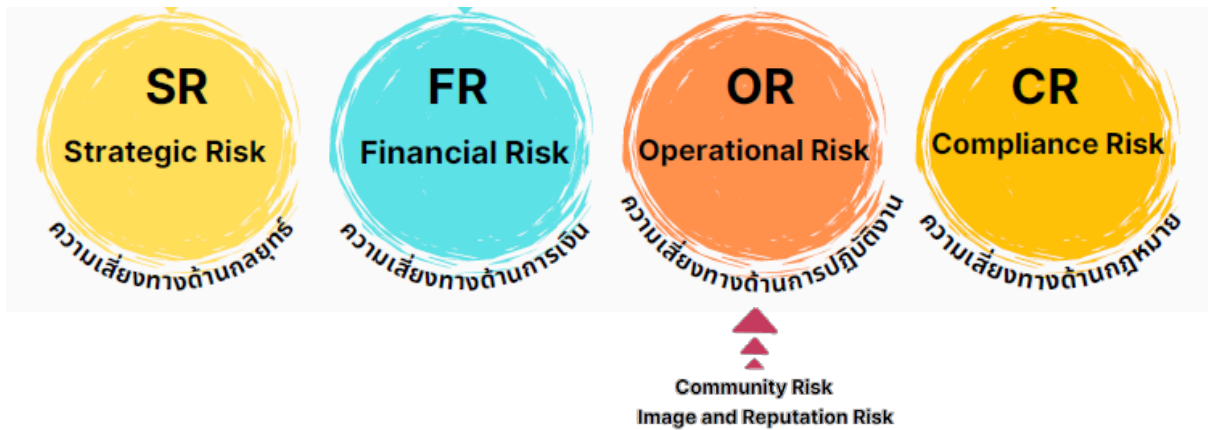 SR
Strategic Risk
ความเสี่ยงทางด้านกลยุทธ์
FR
Financial Risk
ความเสี่ยงทางด้านการเงิน
OR
Operational Risk
ความเสี่ยงทางด้านการปฏิบัติงาน
CR
Compliance Risk
ความเสี่ยงทางด้านกฎหมาย
Community Risk
Image and Reputation Risk